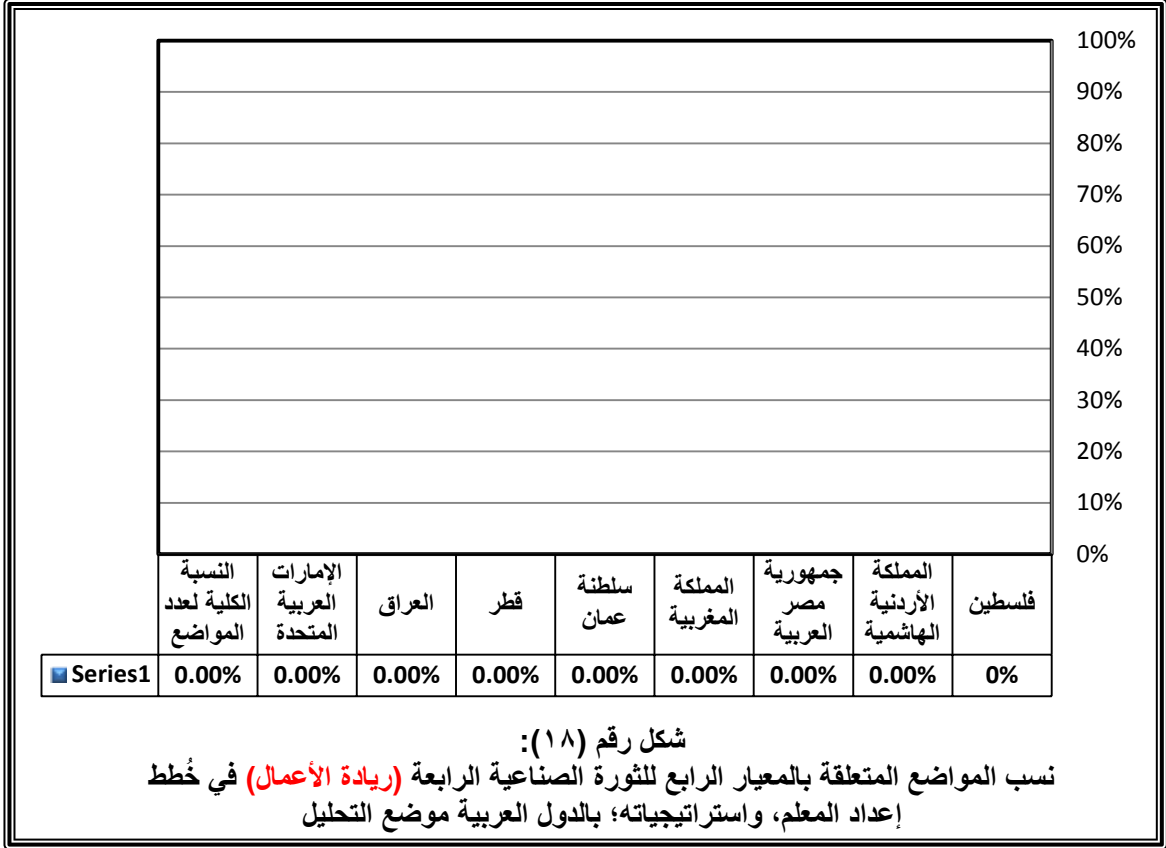 100%
90%
80%
70%
60%
50%
40%
30%
20%
10%
0%
فلسطين
المملكة
الأردنية
الهاشمية
جمهورية
مصر
العربية
المملكة
المغربية
سلطنة
عمان
قطر
العراق
الإمارات
العربية
المتحدة
النسبة
الكلية لعدد
المواضع
0% 0.00% 0.00% 0.00% 0.00% 0.00% 0.00% 0.00% 0.00% Series1
شكل رقم (١٨):
نسب المواضع المتعلقة بالمعيار الرابع للثورة الصناعية الرابعة (ريادة الأعمال) في خُطط
إعداد المعلم، واستراتيجياته؛ بالدول العربية موضع التحليل